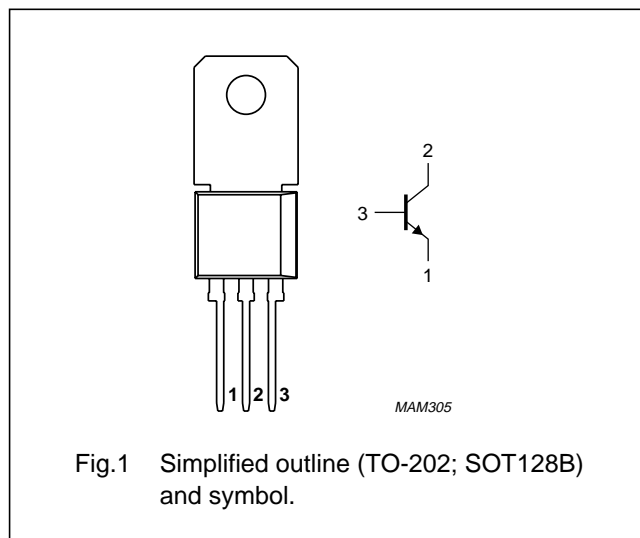 2
3
1
1 2 3
MAM305
Fig.1 Simplified outline (TO-202; SOT128B)
and symbol.